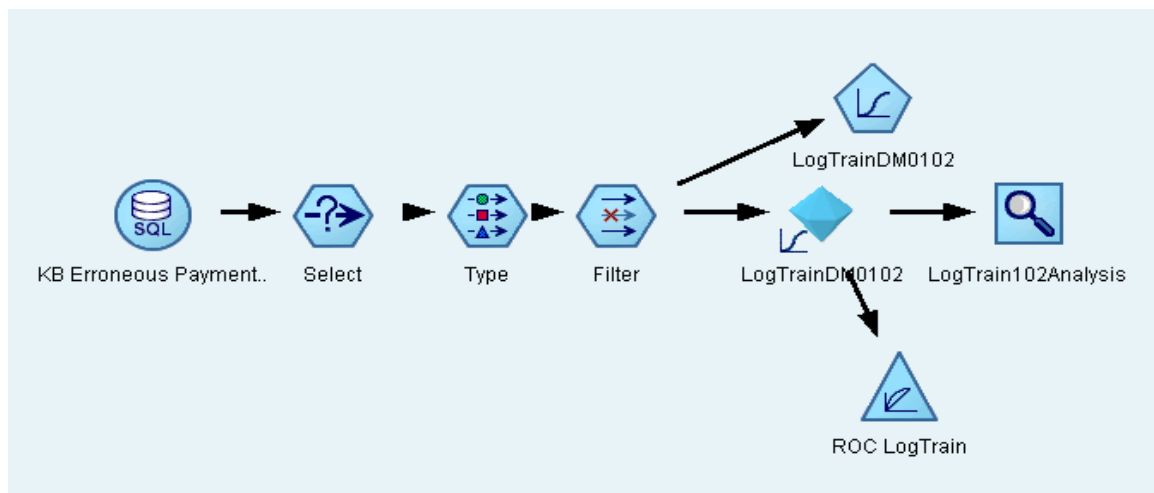 LogTrainDM0102
SQL
KB Erroneous Payment..
Select
Type
Filter
LogTrainDM0102
LogTrain102Analysis
ROC LogTrain